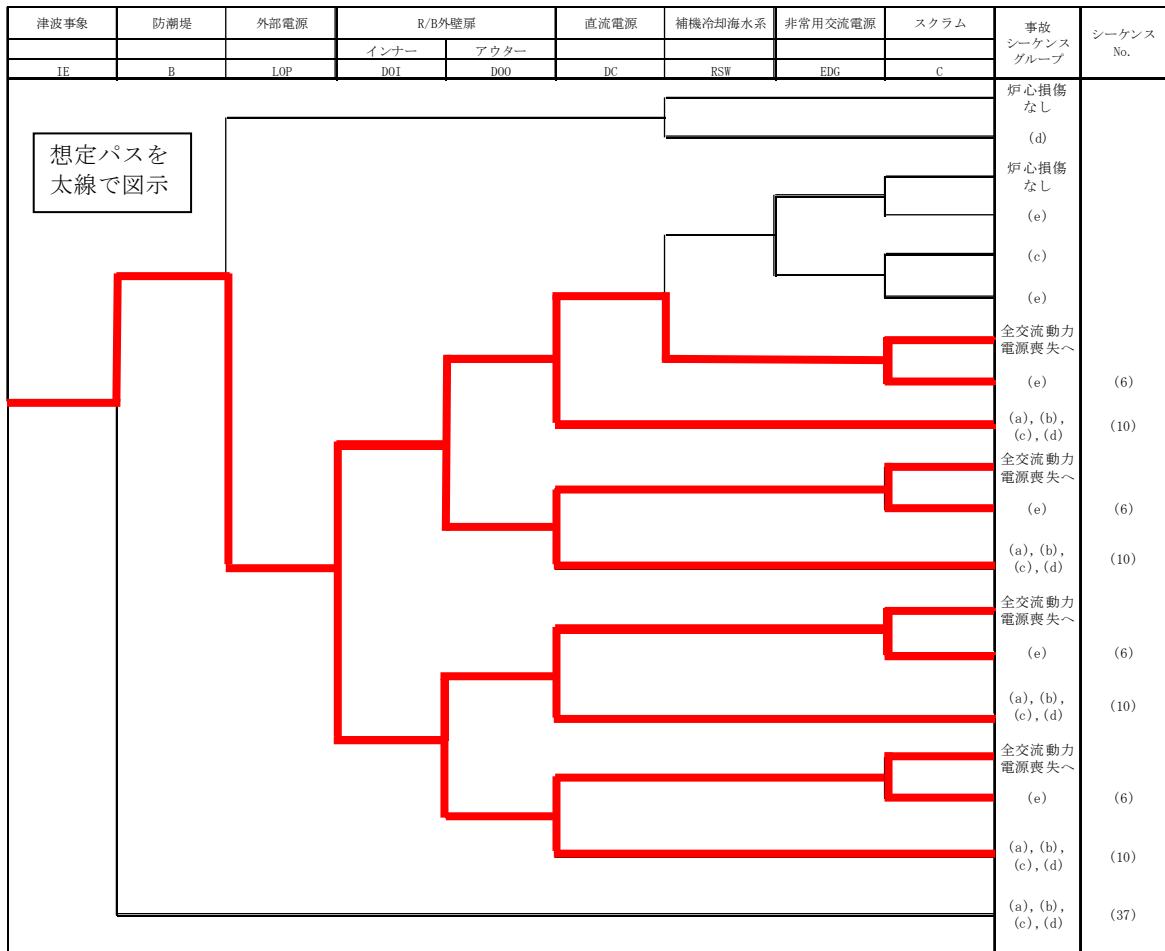 津波事象 防潮堤 外部電源 R/B外壁扉 直流電源 補機冷却海水系 非常用交流電源 スクラム 事故
シーケンス
グループ シーケンス
No.
インナー アウター
IE B LOP DOI DOO DC RSW EDG C
想定パスを
太線で図示
炉心損傷
なし
(d)
炉心損傷
なし
(e)
(c)
(e)
全交流動力
電源喪失へ
(e) (6)
(a),(b),
(c),(d) (10)
全交流動力
電源喪失へ
(e) (6)
(a),(b),
(c),(d) (10)
全交流動力
電源喪失へ
(e) (6)
(a),(b),
(c),(d) (10)
全交流動力
電源喪失へ
(e) (6)
(a),(b),
(c),(d) (10)
(a),(b),
(c),(d) (37)